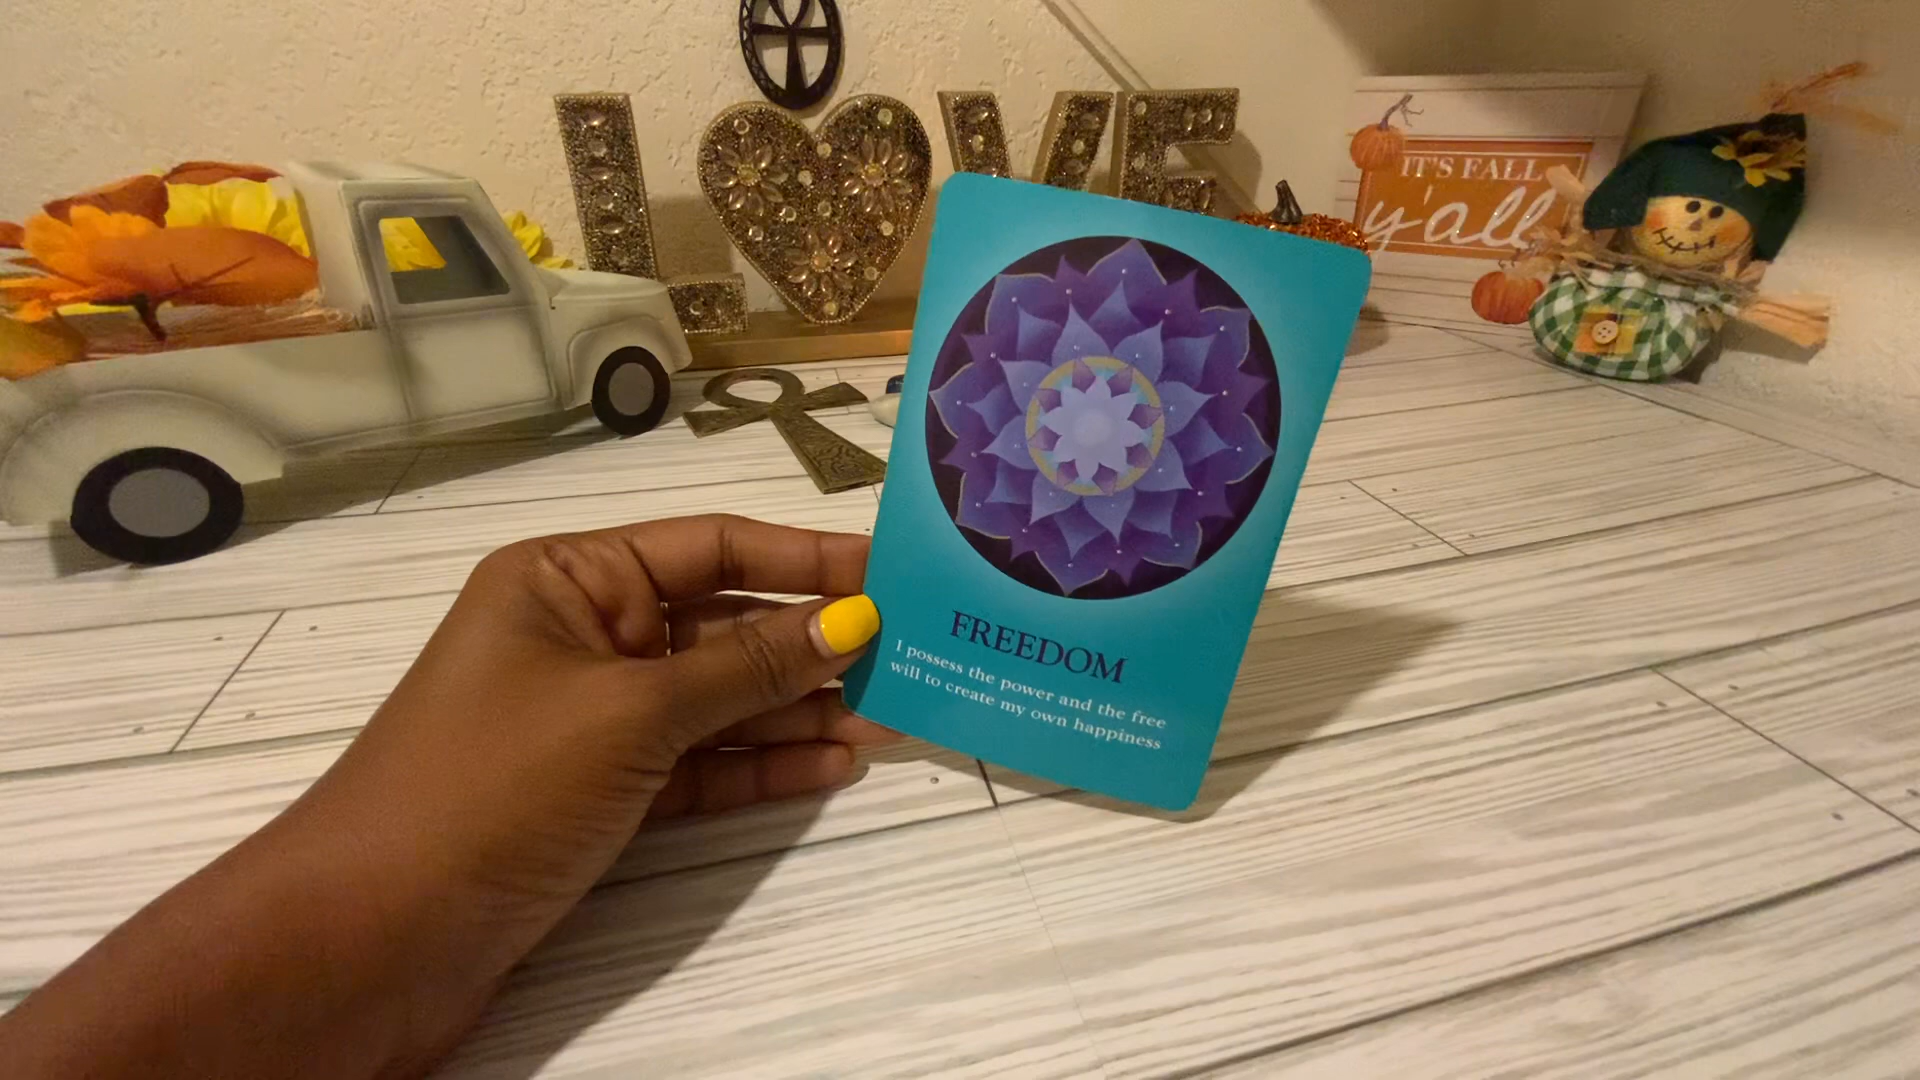 LOVE
IT'S FALL
y'all
FREEDOM
I possess the power and the free
will to create my own happiness